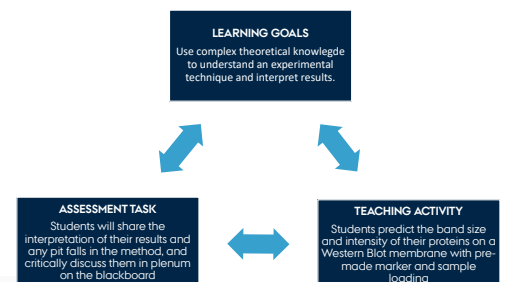 LEARNING GOALS
Use complex theoretical knowlegde
to understand an experimental
technique and interpret results.
ASSESSMENT TASK
Students will share the
interpretation of their results and
any pit falls in the method, and
critically discuss them in plenum
on the blackboard
TEACHING ACTIVITY
Students predict the band size
and intensity of their proteins on a
Western Blot membrane with pre-
made marker and sample
loading